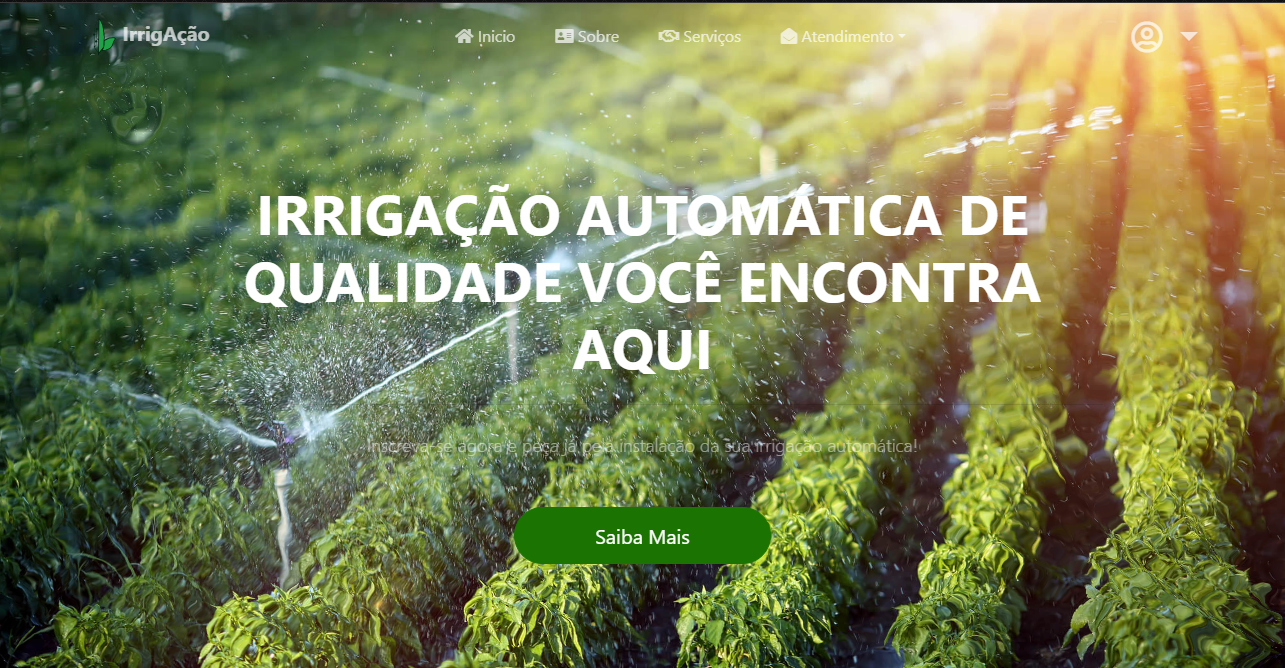 IrrigAção
Inicio
Sobre
Serviços
Atendimento
IRRIGAÇÃO AUTOMÁTICA DE
QUALIDADE VOCÊ ENCONTRA
AQUI
Inscreva-se agora e peça já pela instalação da sua irrigação automática!
Saiba Mais